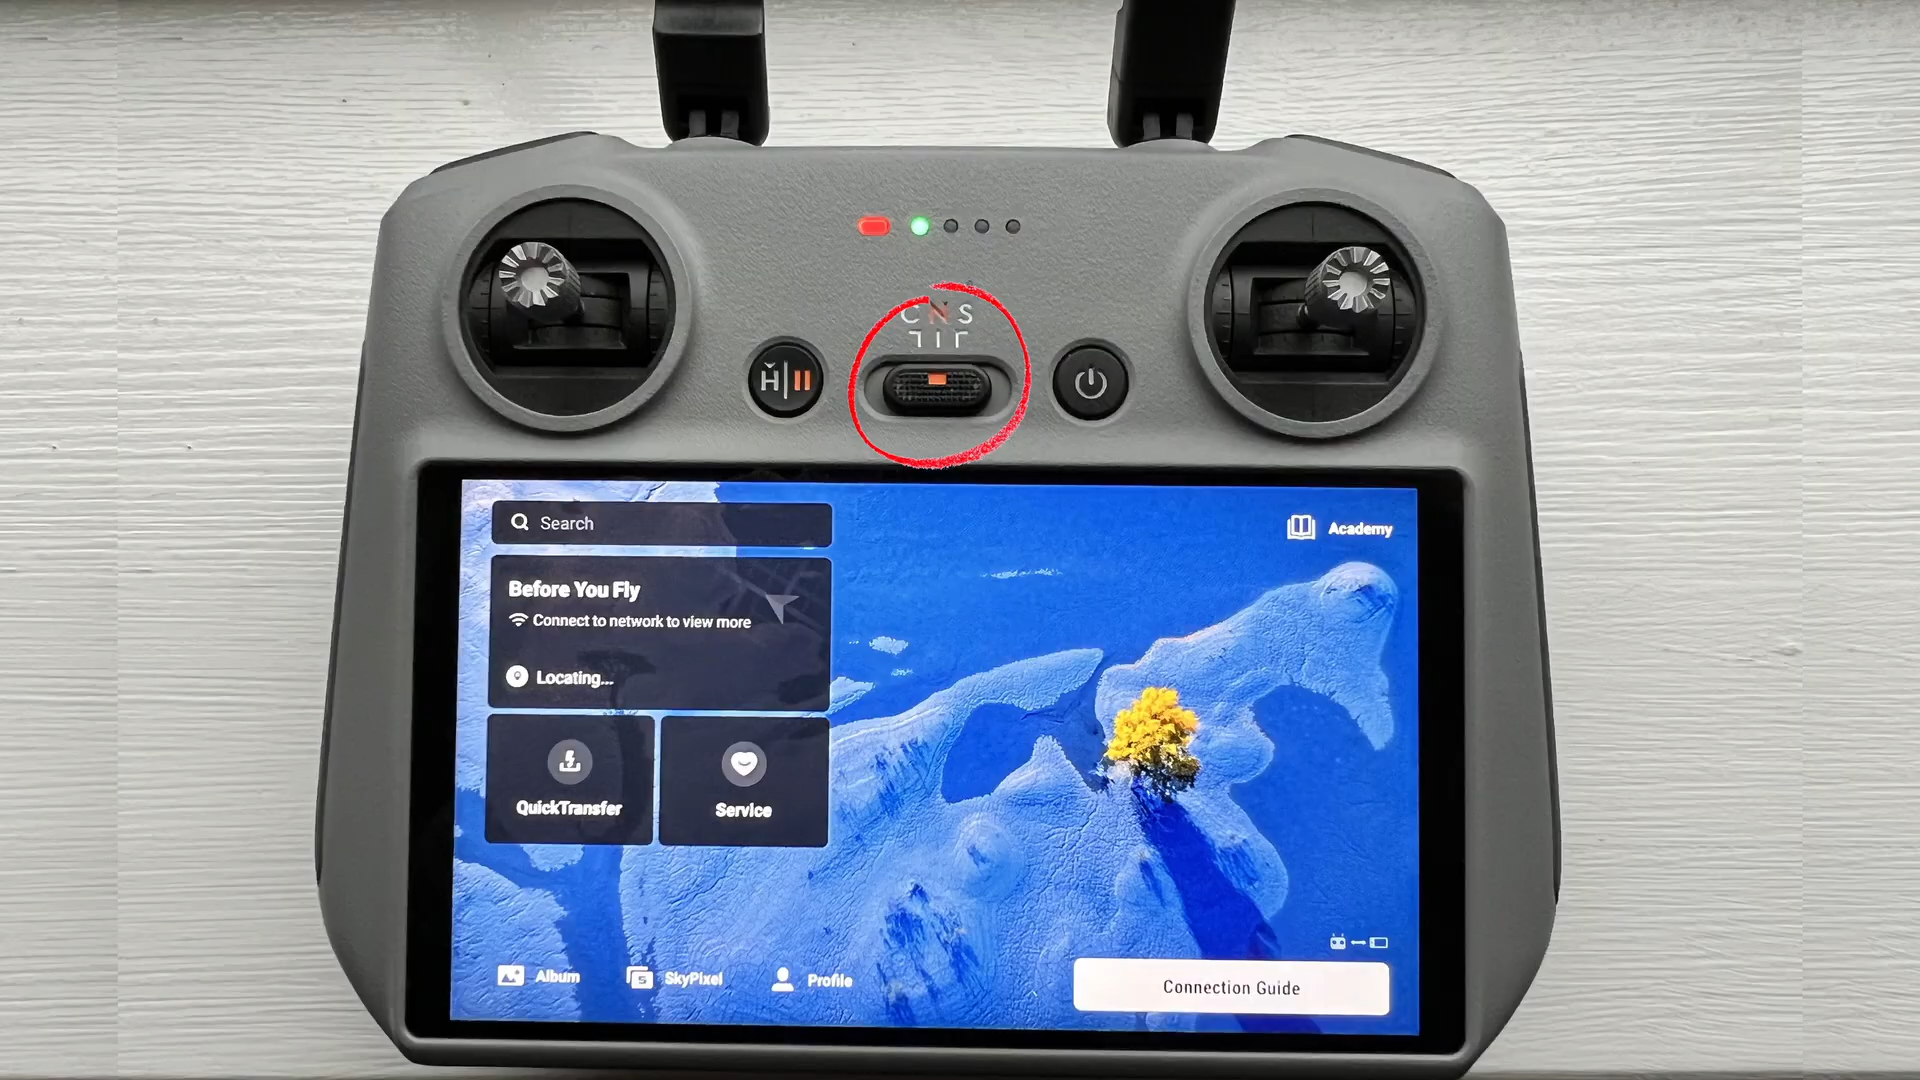 C N S
H
Search
Academy
Before You Fly
Connect to network to view more
Locating...
QuickTransfer
Service
Album
SkyPixel
Profile
Connection Guide